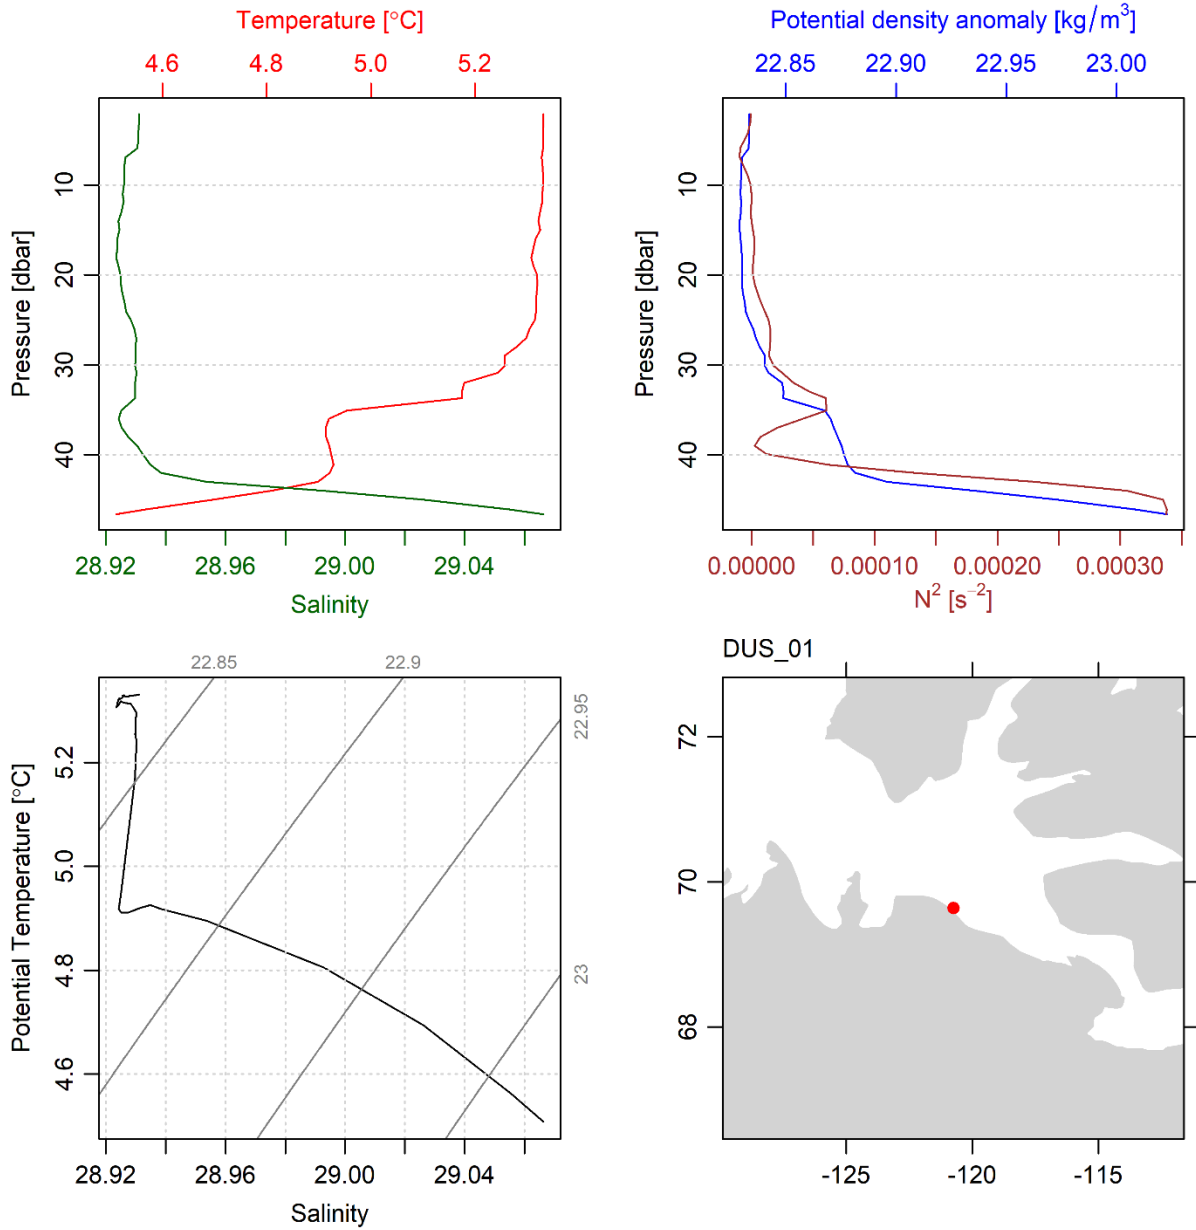 Temperature [°C]
4.6 4.8 5.0 5.2
Pressure [dbar]
10
20
30
40
28.92 28.96 29.00 29.04
Salinity
Potential density anomaly [kg/m³]
22.85 22.90 22.95 23.00
Pressure [dbar]
10
20
30
40
0.00000 0.00010 0.00020 0.00030
N² [s⁻²]
22.85 22.9
22.95
23
Potential Temperature [°C]
5.2
5.0
4.8
4.6
28.92 28.96 29.00 29.04
Salinity
DUS_01
72
70
68
-125 -120 -115